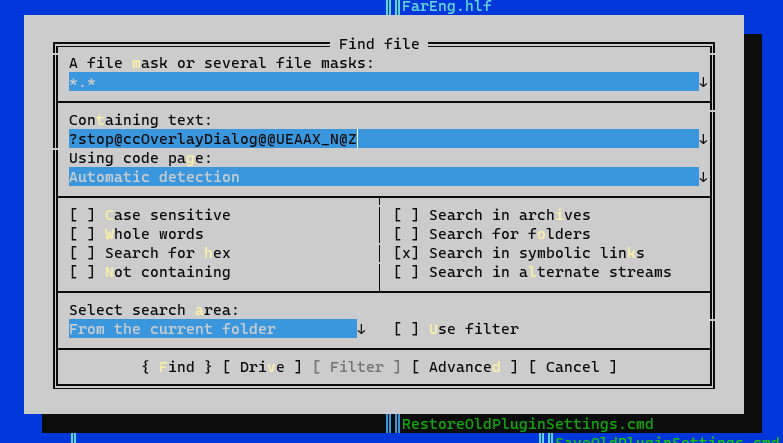 FarEng.hlf
Find file
A file mask or several file masks:
*.* ↓
Containing text:
?stop@ccOverlayDialog@@UEAAX_N@Z ↓
Using code page:
Automatic detection ↓
[ ] Case sensitive [ ] Search in archives
[ ] Whole words [ ] Search for folders
[ ] Search for hex [x] Search in symbolic links
[ ] Not containing [ ] Search in alternate streams
Select search area:
From the current folder ↓ [ ] Use filter
{ Find } [ Drive ] [ Filter ] [ Advanced ] [ Cancel ]
RestoreOldPluginSettings.cmd
SaveOldPluginSettings.cmd